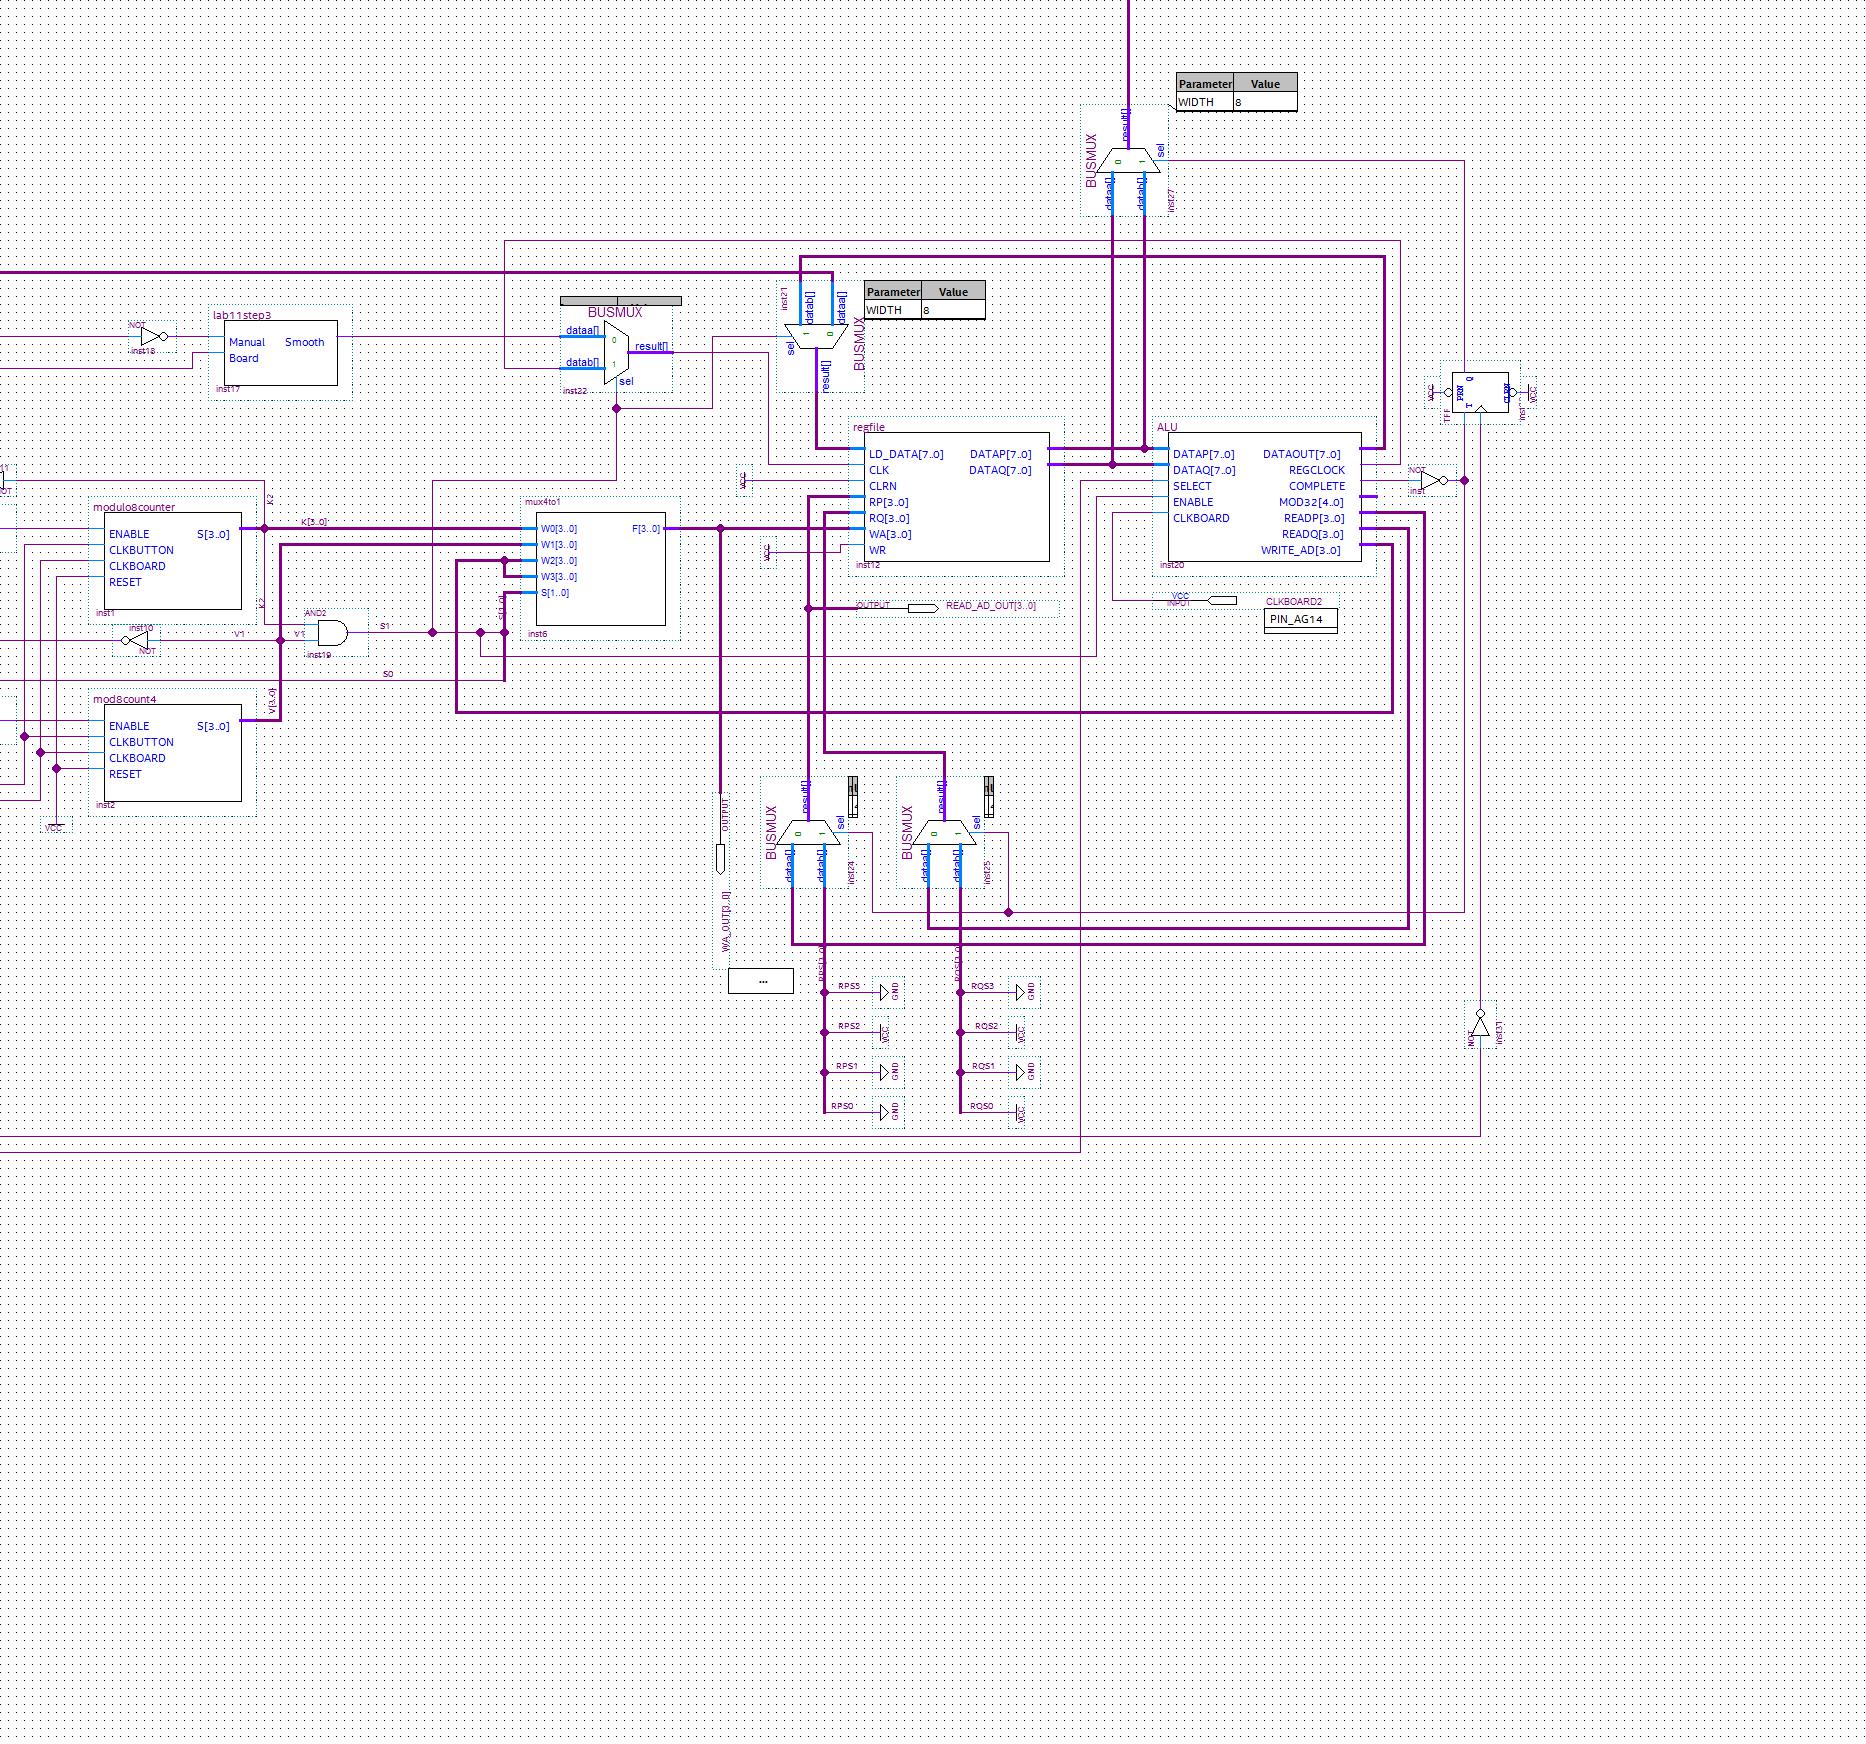 Parameter Value
WIDTH 8
result[]
BUSMUX
sel
0 1
dataa[]
datab[]
inst27
inst21
datab[]
dataa[]
Parameter Value
WIDTH 8
1 0
sel
BUSMUX
result[]
NOT
inst18
lab11step3
Manual Smooth
Board
inst17
BUSMUX
dataa[]
0
result[]
datab[]
1
sel
inst22
VCC
PRN
Q
CLRN
VCC
T
TFF
regfile
LD_DATA[7..0] DATAP[7..0]
CLK DATAQ[7..0]
CLRN
RP[3..0]
RQ[3..0]
WA[3..0]
WR
inst12
VCC
VCC
ALU
DATAP[7..0] DATAOUT[7..0]
DATAQ[7..0] REGCLOCK
SELECT COMPLETE
ENABLE MOD32[4..0]
CLKBOARD READP[3..0]
READQ[3..0]
WRITE_AD[3..0]
inst20
NOT
inst
K2
modulo8counter
ENABLE S[3..0]
CLKBUTTON
CLKBOARD
RESET
inst1
K[3..0]
mux4to1
W0[3..0] F[3..0]
W1[3..0]
W2[3..0]
W3[3..0]
S[1..0]
S[1..0]
inst6
K2
AND2
inst19
S1
inst10
NOT
V1
V1
S0
OUTPUT READ_AD_OUT[3..0]
VCC
INPUT
CLKBOARD2
PIN_AG14
mod8count4
ENABLE S[3..0]
CLKBUTTON
CLKBOARD
RESET
inst2
V[3..0]
VCC
OUTPUT
WA_OUT[3..0]
...
result[]
BUSMUX
sel
0 1
dataa[]
datab[]
inst24
result[]
BUSMUX
sel
0 1
dataa[]
datab[]
inst25
RPS3 GND
RPS2 VCC
RPS1 GND
RPS0 GND
RQS3 GND
RQS2 VCC
RQS1 GND
RQS0 VCC
NOT
inst31